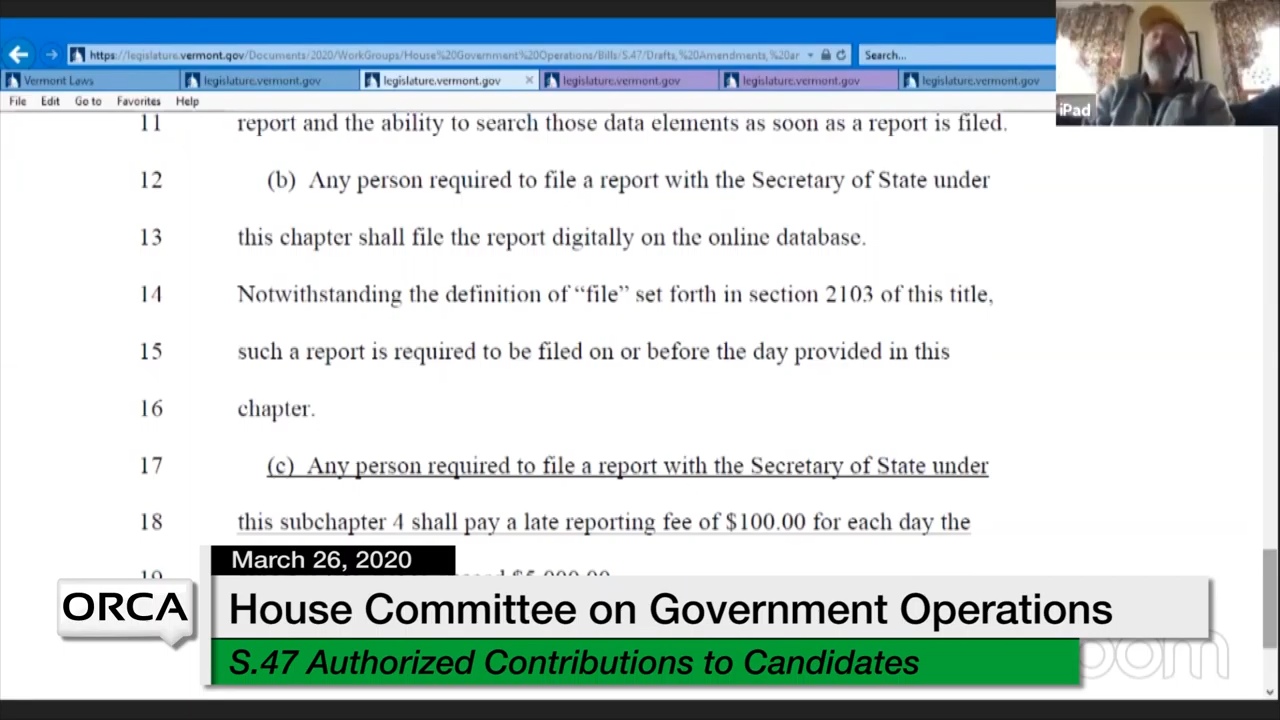 https://legislature.vermont.gov/Documents/2020/WorkGroups/House%20Government%20Operations/Bills/S.47/Drafts,%20Amendments,%20ar
Search...
Vermont Laws
legislature.vermont.gov
legislature.vermont.gov
legislature.vermont.gov
legislature.vermont.gov
legislature.vermont.gov
File Edit Go to Favorites Help
iPad
11 report and the ability to search those data elements as soon as a report is filed.
12 (b) Any person required to file a report with the Secretary of State under
13 this chapter shall file the report digitally on the online database.
14 Notwithstanding the definition of “file” set forth in section 2103 of this title,
15 such a report is required to be filed on or before the day provided in this
16 chapter.
17 (c) Any person required to file a report with the Secretary of State under
18 this subchapter 4 shall pay a late reporting fee of $100.00 for each day the
19 $5,000.00
March 26, 2020
ORCA
House Committee on Government Operations
S.47 Authorized Contributions to Candidates